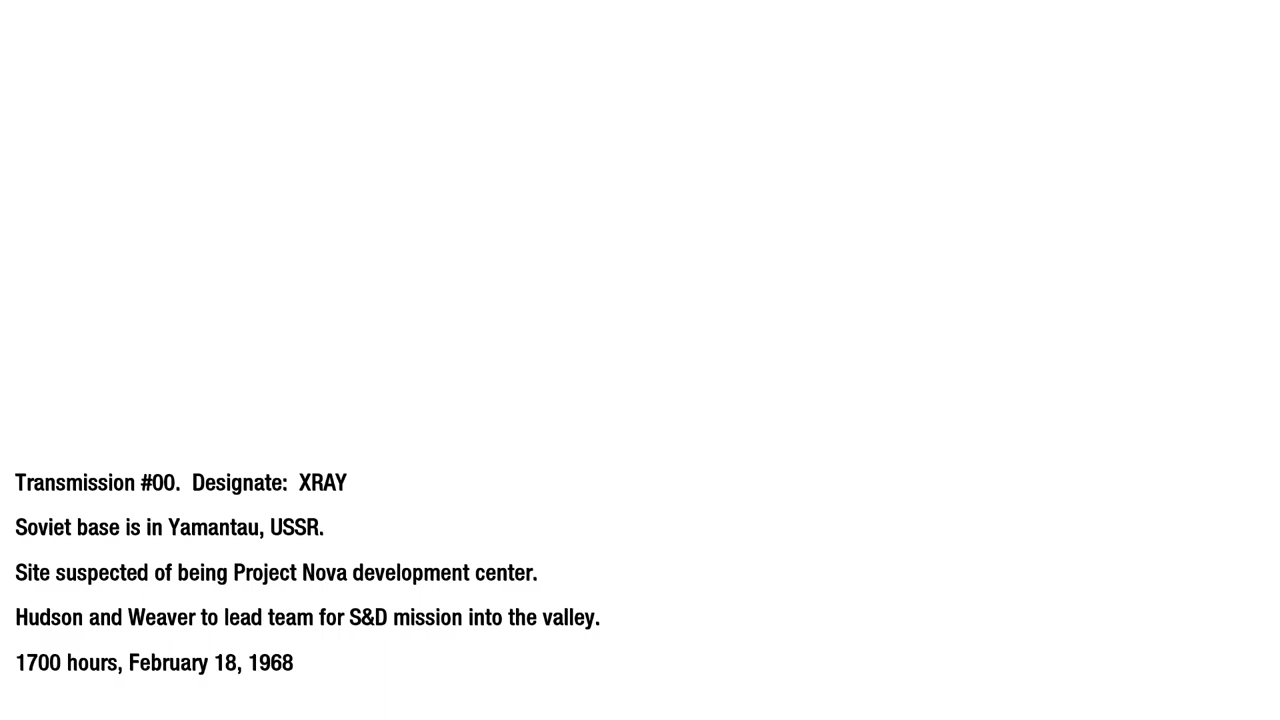 Transmission #00.  Designate:  XRAY
Soviet base is in Yamantau, USSR.
Site suspected of being Project Nova development center.
Hudson and Weaver to lead team for S&D mission into the valley.
1700 hours, February 18, 1968